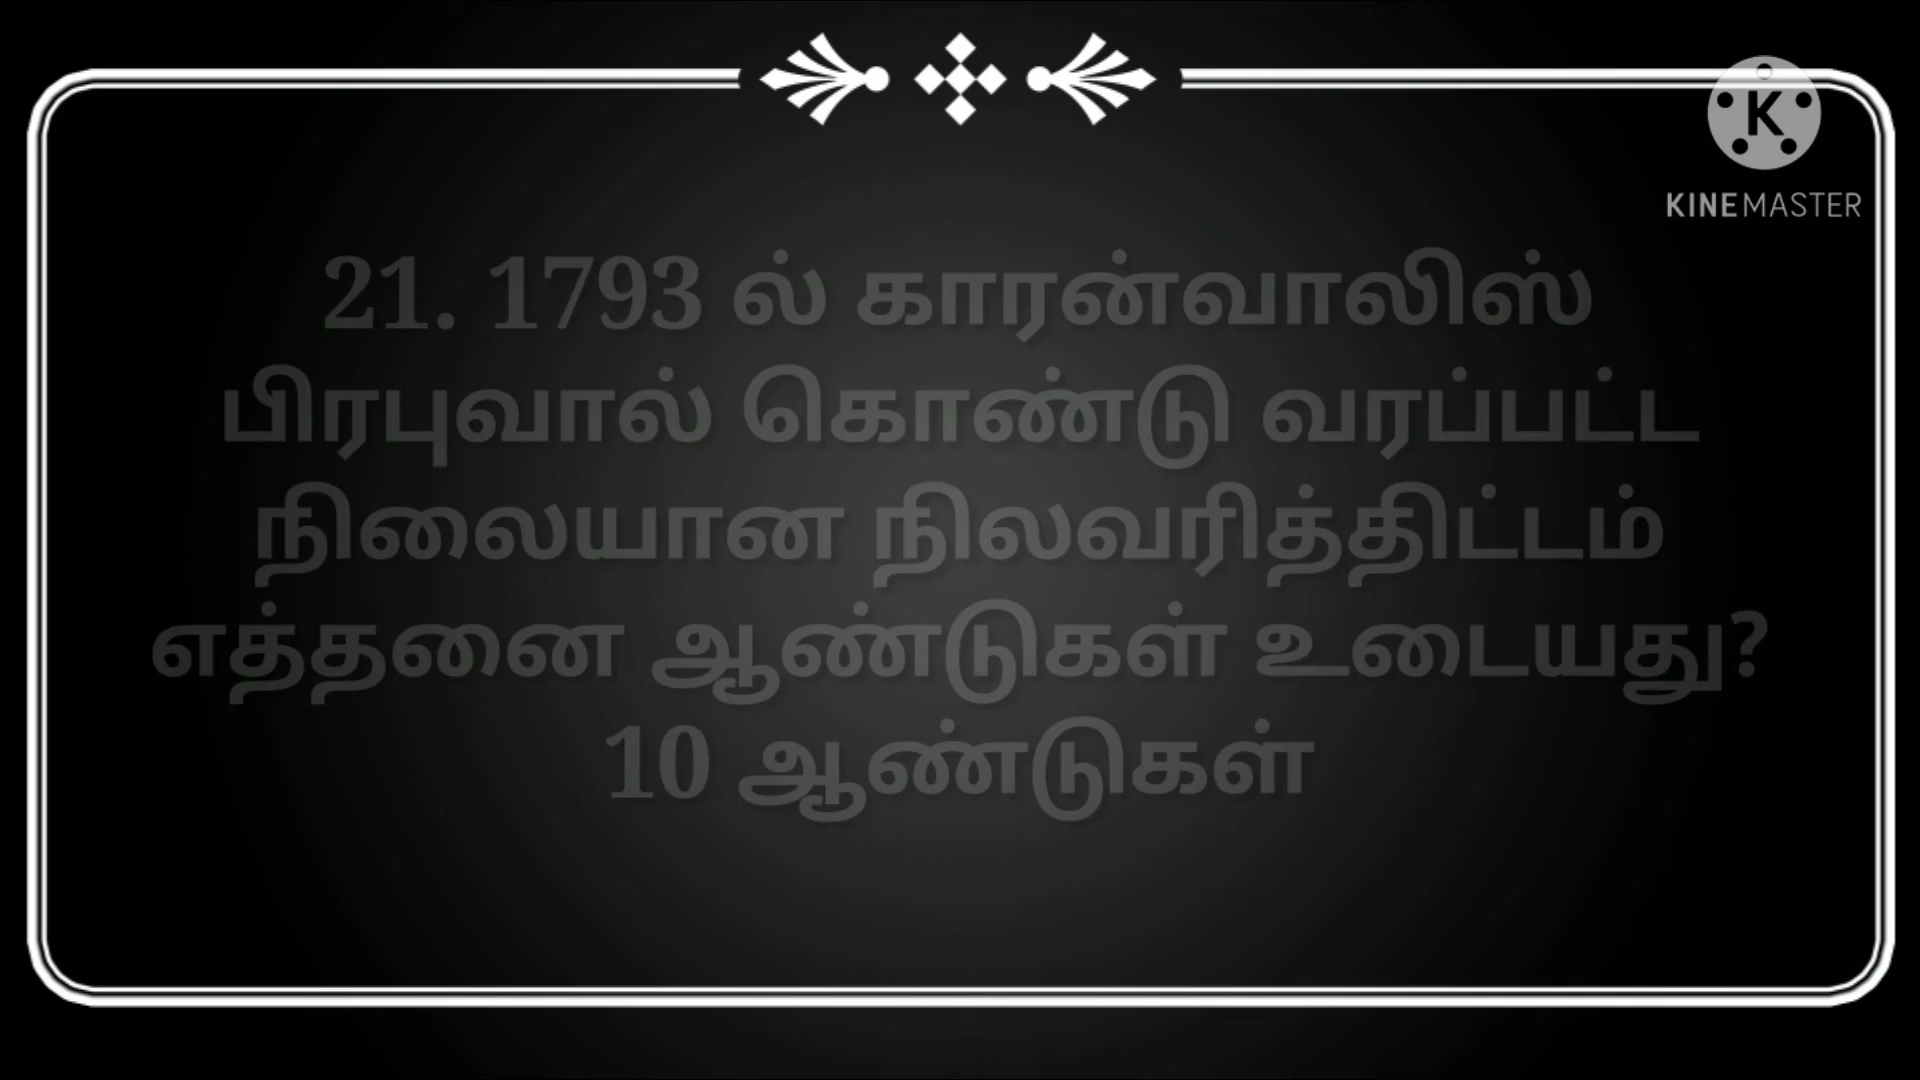 K
KINEMASTER
21. 1793 ல் காரன்வாலிஸ்
பிரபுவால் கொண்டு வரப்பட்ட
நிலையான நிலவரித்திட்டம்
எத்தனை ஆண்டுகள் உடையது?
10 ஆண்டுகள்